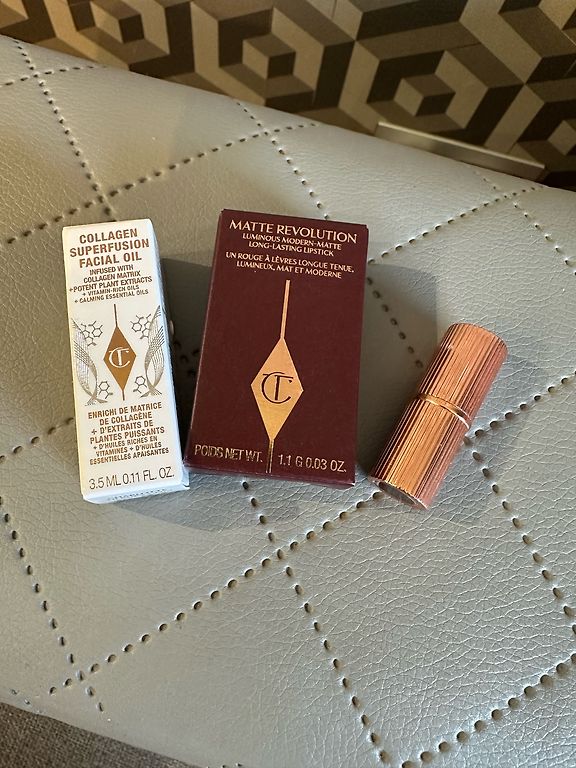 COLLAGEN
SUPERFUSION
FACIAL OIL
INFUSED WITH
COLLAGEN MATRIX
+POTENT PLANT EXTRACTS
+ VITAMIN-RICH OILS
+ CALMING ESSENTIAL OILS
CT
ENRICHI DE MATRICE
DE COLLAGÈNE
+ D'EXTRAITS DE
PLANTES PUISSANTS
+ D'HUILES RICHES EN
VITAMINES + D'HUILES
ESSENTIELLES APAISANTES
3.5 ML 0.11 FL. OZ.
MATTE REVOLUTION
LUMINOUS MODERN-MATTE
LONG-LASTING LIPSTICK
UN ROUGE À LÈVRES LONGUE TENUE,
LUMINEUX, MAT ET MODERNE
CT
POIDS NET WT. 1.1 G 0.03 OZ.